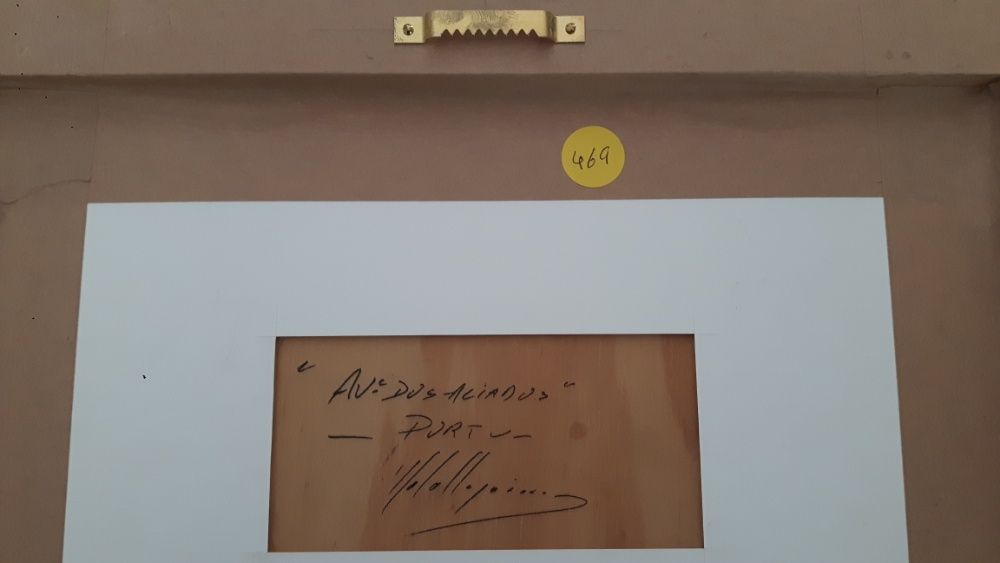 469
" Avª DOS ALIADOS "
— PORTO —